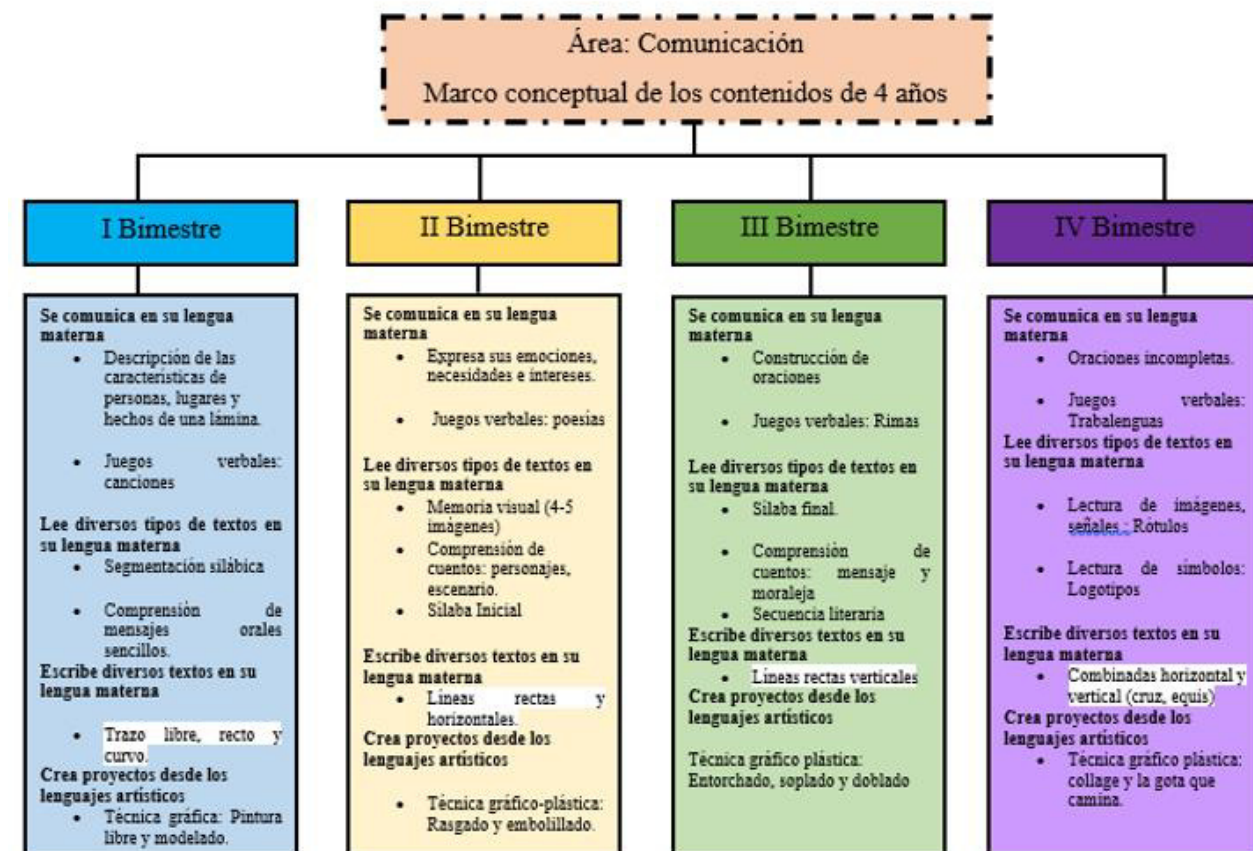 Área: Comunicación
Marco conceptual de los contenidos de 4 años
I Bimestre
Se comunica en su lengua
materna
• Descripción de las
características de
personas, lugares y
hechos de una lámina.
• Juegos verbales:
canciones
Lee diversos tipos de textos en
su lengua materna
• Segmentación silábica
• Comprensión de
mensajes orales
sencillos.
Escribe diversos textos en su
lengua materna
• Trazo libre, recto y
curvo.
Crea proyectos desde los
lenguajes artísticos
• Técnica gráfica: Pintura
libre y modelado.
II Bimestre
Se comunica en su lengua
materna
• Expresa sus emociones,
necesidades e intereses.
• Juegos verbales: poesías
Lee diversos tipos de textos en
su lengua materna
• Memoria visual (4-5
imágenes)
• Comprensión de
cuentos: personajes,
escenario.
• Silaba Inicial
Escribe diversos textos en su
lengua materna
• Líneas rectas y
horizontales.
Crea proyectos desde los
lenguajes artísticos
• Técnica gráfico-plástica:
Rasgado y embolillado.
III Bimestre
Se comunica en su lengua
materna
• Construcción de
oraciones
• Juegos verbales: Rimas
Lee diversos tipos de textos en
su lengua materna
• Silaba final.
• Comprensión de
cuentos: mensaje y
moraleja
• Secuencia literaria
Escribe diversos textos en su
lengua materna
• Líneas rectas verticales
Crea proyectos desde los
lenguajes artísticos
Técnica gráfico plástica:
Entorchado, soplado y doblado
IV Bimestre
Se comunica en su lengua
materna
• Oraciones incompletas.
• Juegos verbales:
Trabalenguas
Lee diversos tipos de textos en
su lengua materna
• Lectura de imágenes,
señales : Rótulos
• Lectura de símbolos:
Logotipos
Escribe diversos textos en su
lengua materna
• Combinadas horizontal y
vertical (cruz, equis)
Crea proyectos desde los
lenguajes artísticos
• Técnica gráfico plástica:
collage y la gota que
camina.